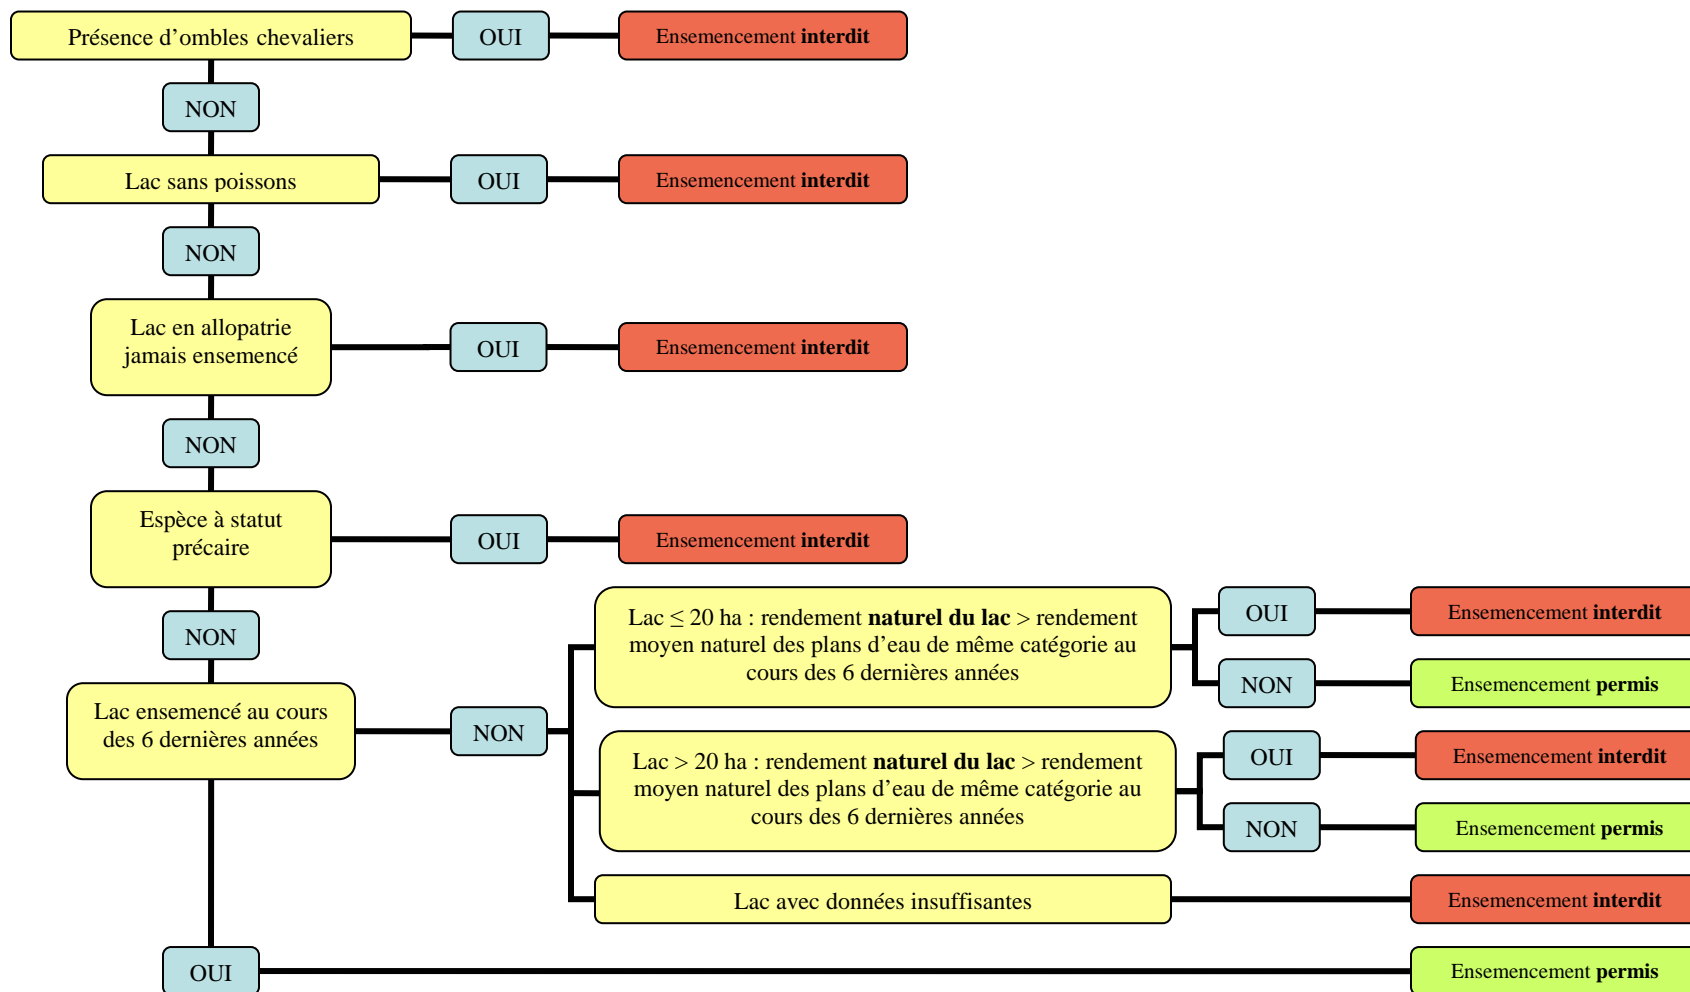 Présence d'ombles chevaliers
OUI
Ensemencement interdit
NON
Lac sans poissons
OUI
Ensemencement interdit
NON
Lac en allopatrie
jamais ensemencé
OUI
Ensemencement interdit
NON
Espèce à statut
précaire
OUI
Ensemencement interdit
NON
Lac ensemencé au cours
des 6 dernières années
NON
Lac ≤ 20 ha : rendement naturel du lac > rendement
moyen naturel des plans d'eau de même catégorie au
cours des 6 dernières années
OUI
Ensemencement interdit
NON
Ensemencement permis
Lac > 20 ha : rendement naturel du lac > rendement
moyen naturel des plans d'eau de même catégorie au
cours des 6 dernières années
OUI
Ensemencement interdit
NON
Ensemencement permis
Lac avec données insuffisantes
Ensemencement interdit
OUI
Ensemencement permis